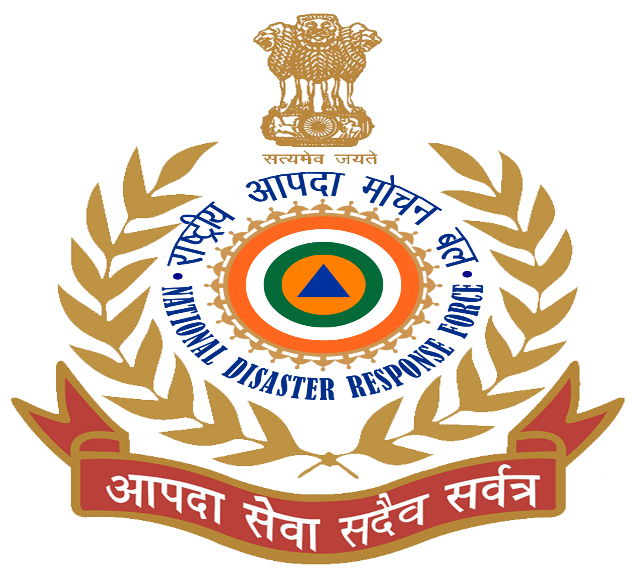 सत्यमेव जयते
राष्ट्रीय आपदा मोचन बल
NATIONAL DISASTER RESPONSE FORCE
आपदा सेवा सदैव सर्वत्र